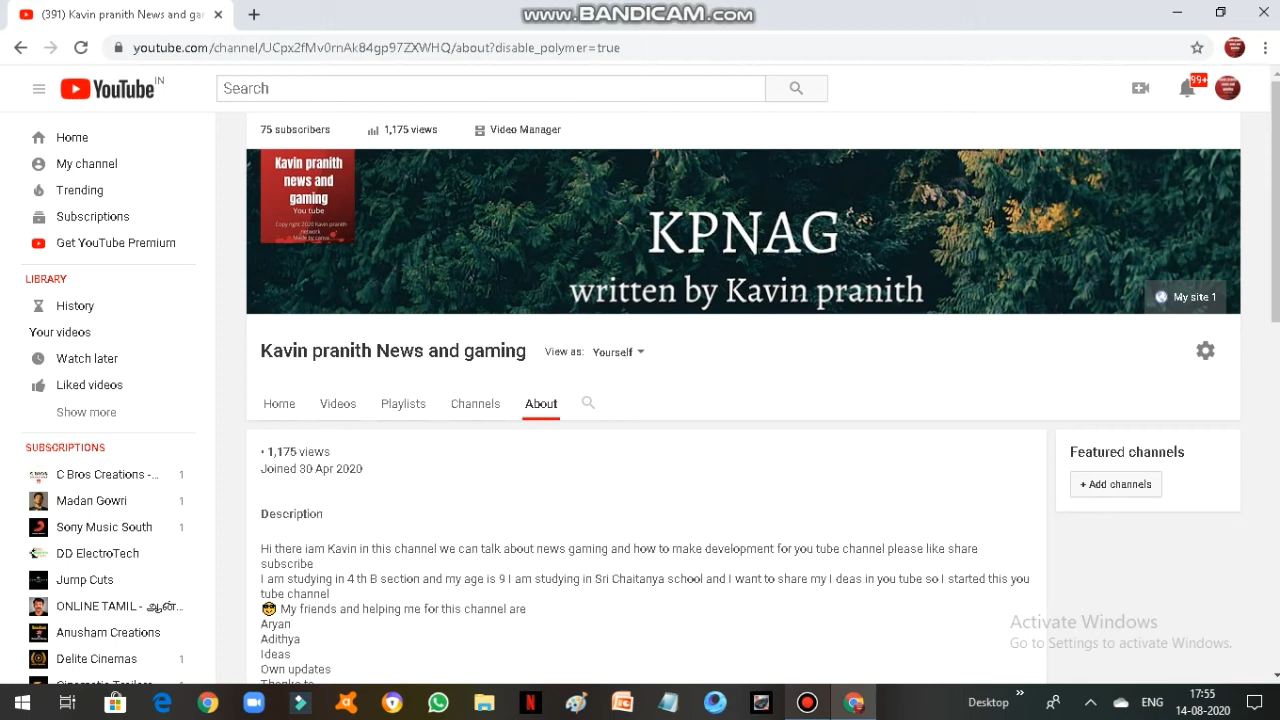 (391) Kavin pranith News and gar
www.BANDICAM.com
youtube.com/channel/UCpx2fMv0rnAk84gp97ZXWHQ/about?disable_polymer=true
YouTube IN
Search
99+
75 subscribers
1,175 views
Video Manager
Home
My channel
Trending
Subscriptions
Get YouTube Premium
LIBRARY
History
Your videos
Watch later
Liked videos
Show more
SUBSCRIPTIONS
C Bros Creations -... 1
Madan Gowri 1
Sony Music South 1
DD ElectroTech
Jump Cuts
ONLINE TAMIL - ஆன்...
Anusham Creations
Delite Cinemas 1
Kavin pranith
news and
gaming
You tube
Copy right 2020 Kavin pranith
network
KPNAG
written by Kavin pranith
My site 1
Kavin pranith News and gaming
View as: Yourself
Home
Videos
Playlists
Channels
About
• 1,175 views
Joined 30 Apr 2020
Description
Hi there iam Kavin in this channel we can talk about news gaming and how to make development for you tube channel please like share
subscribe
I am studying in 4 th B section and my age is 9 I am studying in Sri Chaitanya school and I want to share my I deas in you tube so I started this you
tube channel
My friends and helping me for this channel are
Aryan
Adithya
Ideas
Own updates
Featured channels
+ Add channels
Activate Windows
Go to Settings to activate Windows.
Desktop
ENG
17:55
14-08-2020